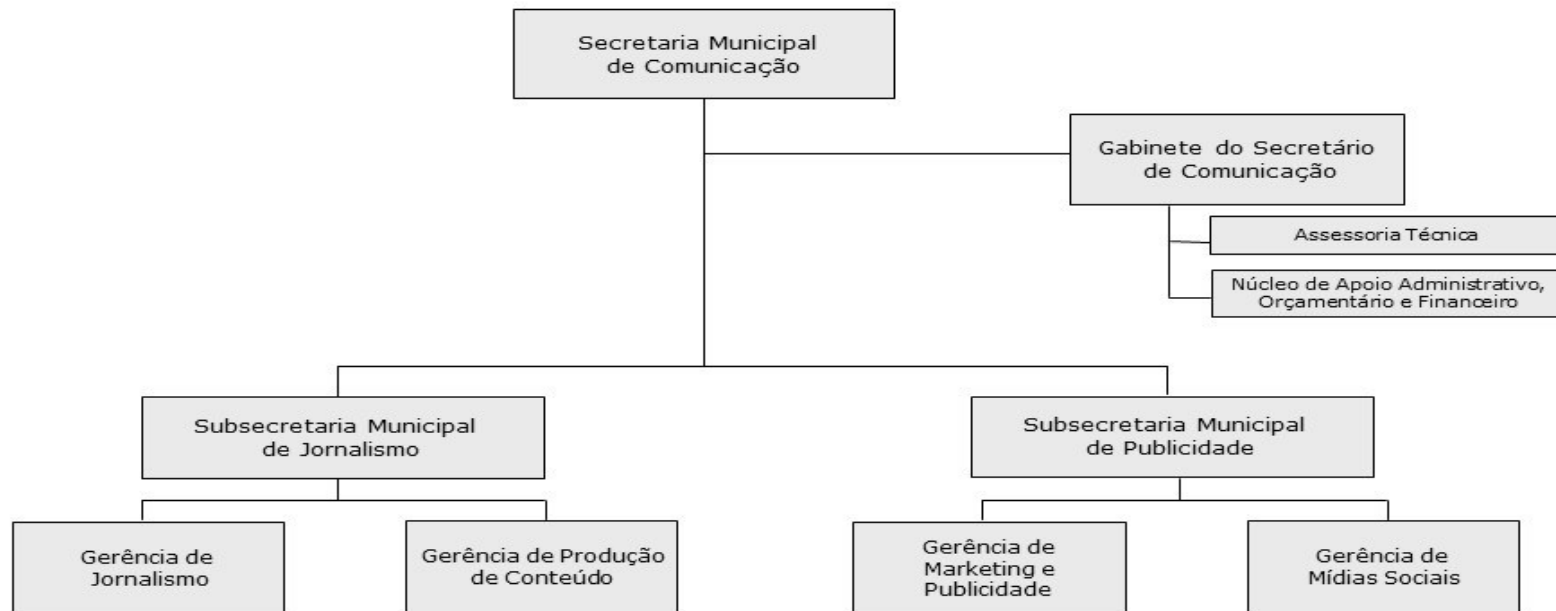 Secretaria Municipal
de Comunicação
Gabinete do Secretário
de Comunicação
Assessoria Técnica
Núcleo de Apoio Administrativo,
Orçamentário e Financeiro
Subsecretaria Municipal
de Jornalismo
Subsecretaria Municipal
de Publicidade
Gerência de
Jornalismo
Gerência de Produção
de Conteúdo
Gerência de
Marketing e
Publicidade
Gerência de
Mídias Sociais